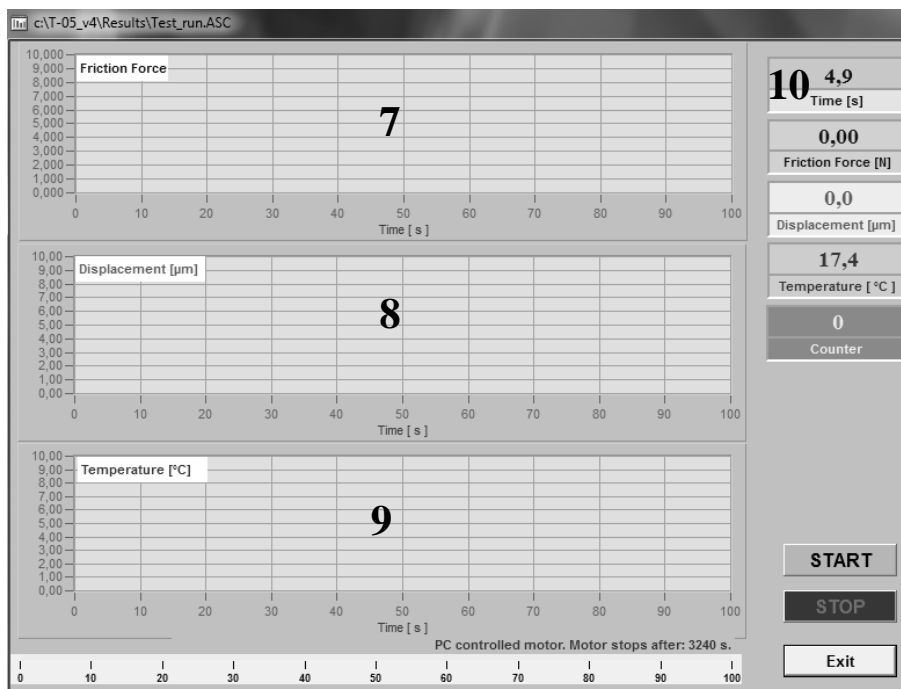 c:\T-05_v4\Results\Test_run.ASC
Friction Force
10,000
9,000
8,000
7,000
6,000
5,000
4,000
3,000
2,000
1,000
0,000
7
0 10 20 30 40 50 60 70 80 90 100
Time [ s ]
Displacement [µm]
10,00
9,00
8,00
7,00
6,00
5,00
4,00
3,00
2,00
1,00
0,00
8
0 10 20 30 40 50 60 70 80 90 100
Time [ s ]
Temperature [°C]
10,00
9,00
8,00
7,00
6,00
5,00
4,00
3,00
2,00
1,00
0,00
9
0 10 20 30 40 50 60 70 80 90 100
Time [ s ]
PC controlled motor. Motor stops after: 3240 s.
0 10 20 30 40 50 60 70 80 90 100
10
4,9
Time [s]
0,00
Friction Force [N]
0,0
Displacement [µm]
17,4
Temperature [ °C ]
0
Counter
START
STOP
Exit